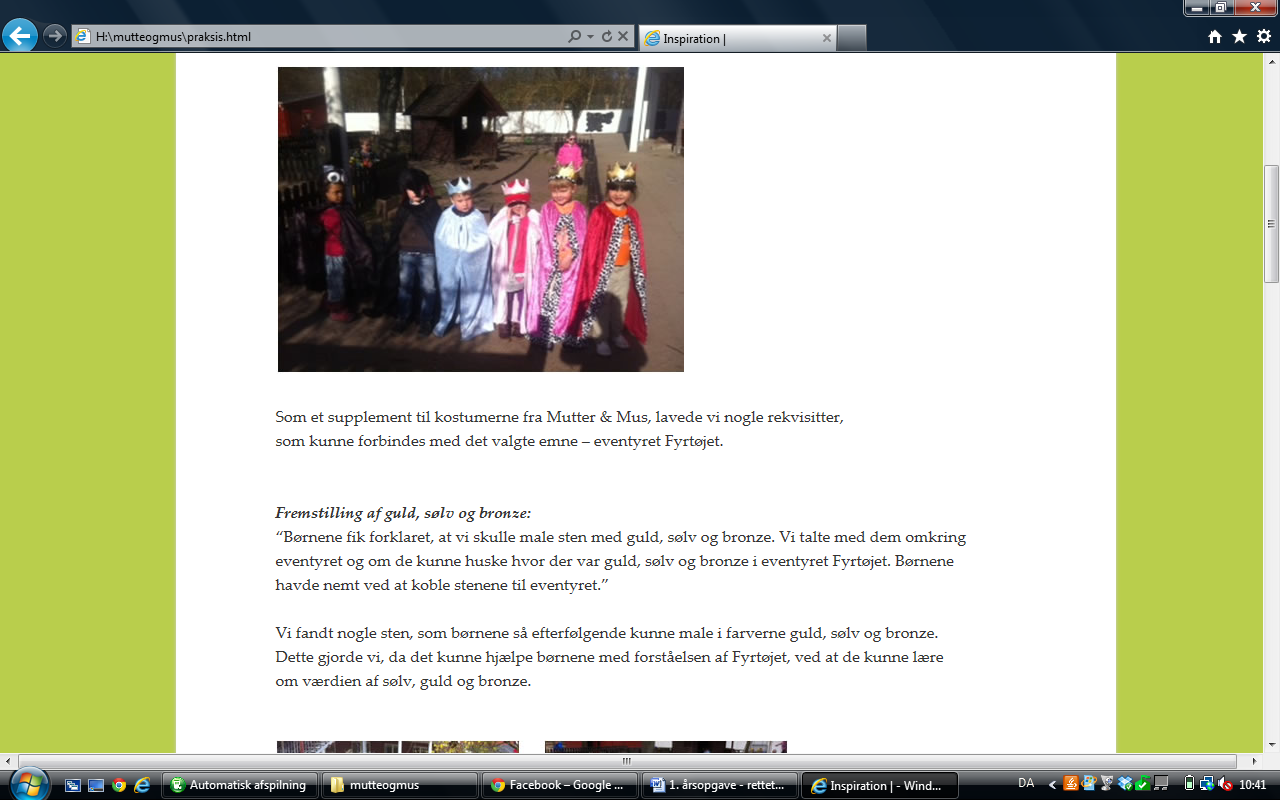 H:\mutteogmus\praksis.html
Inspiration |
Som et supplement til kostumerne fra Mutter & Mus, lavede vi nogle rekvisitter,
som kunne forbindes med det valgte emne – eventyret Fyrtøjet.
Fremstilling af guld, sølv og bronze:
“Børnene fik forklaret, at vi skulle male sten med guld, sølv og bronze. Vi talte med dem omkring
eventyret og om de kunne huske hvor der var guld, sølv og bronze i eventyret Fyrtøjet. Børnene
havde nemt ved at koble stenene til eventyret.”
Vi fandt nogle sten, som børnene så efterfølgende kunne male i farverne guld, sølv og bronze.
Dette gjorde vi, da det kunne hjælpe børnene med forståelsen af Fyrtøjet, ved at de kunne lære
om værdien af sølv, guld og bronze.
Automatisk afspilning
mutteogmus
Facebook – Google ...
1. årsopgave - rettet...
Inspiration | - Wind...
DA
10:41